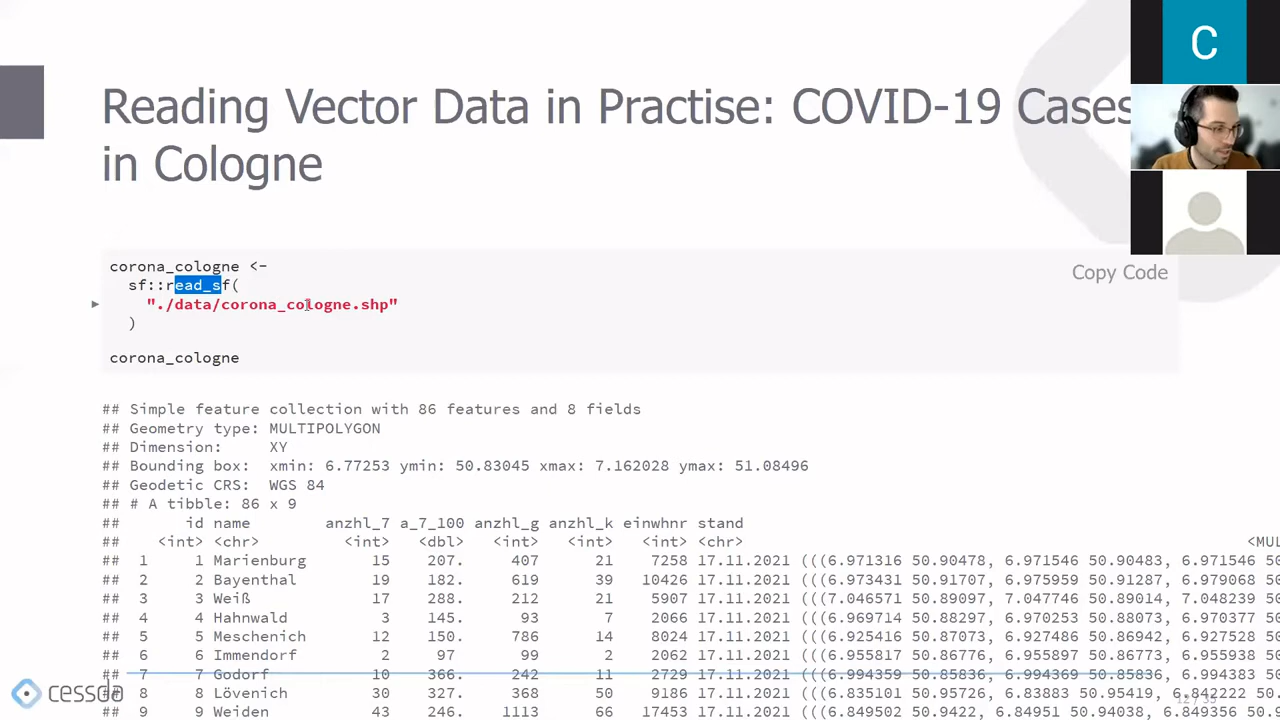 Reading Vector Data in Practise: COVID-19 Cases
in Cologne
C
corona_cologne <-
Copy Code
sf::read_sf(
"./data/corona_cologne.shp"
)
corona_cologne
## Simple feature collection with 86 features and 8 fields
## Geometry type: MULTIPOLYGON
## Dimension:     XY
## Bounding box:  xmin: 6.77253 ymin: 50.83045 xmax: 7.162028 ymax: 51.08496
## Geodetic CRS:  WGS 84
## # A tibble: 86 x 9
##       id name        anzhl_7 a_7_100 anzhl_g anzhl_k einwhnr stand
##    <int> <chr>         <int>   <dbl>   <int>   <int>   <int> <chr>                                                  <MUL
##  1     1 Marienburg       15    207.     407      21    7258 17.11.2021 (((6.971316 50.90478, 6.971546 50.90483, 6.971546 50
##  2     2 Bayenthal        19    182.     619      39   10426 17.11.2021 (((6.973431 50.91707, 6.975959 50.91287, 6.979068 50
##  3     3 Weiß             17    288.     212      21    5907 17.11.2021 (((7.046571 50.89097, 7.047746 50.89014, 7.048239 50
##  4     4 Hahnwald          3    145.      93       7    2066 17.11.2021 (((6.969714 50.88297, 6.970253 50.88073, 6.970251 50
##  5     5 Meschenich       12    150.     786      14    8024 17.11.2021 (((6.925416 50.87073, 6.927486 50.86942, 6.927528 50
##  6     6 Immendorf         2     97       99       2    2062 17.11.2021 (((6.955817 50.86776, 6.95586 50.86773, 6.955938 50
##  7     7 Godorf           10    366.     242      11    2729 17.11.2021 (((6.994359 50.85836, 6.994369 50.85836, 6.994383 50
##  8     8 Lövenich         30    327.     368      50    9186 17.11.2021 (((6.835101 50.95726, 6.83883 50.95419, 6.842222 50
##  9     9 Weiden           43    246.    1113      66   17453 17.11.2021 (((6.849502 50.9422, 6.84951 50.94038, 6.849356 50
cessda